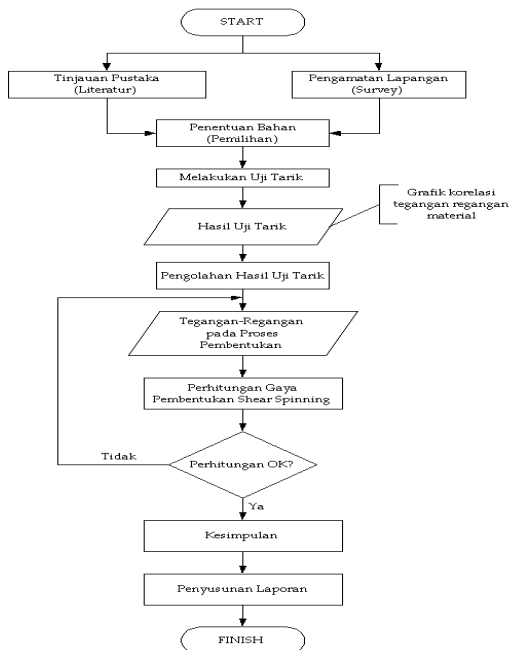 START
Tinjauan Pustaka
(Literatur)
Pengamatan Lapangan
(Survey)
Penentuan Bahan
(Pemilihan)
Melakukan Uji Tarik
Hasil Uji Tarik
Grafik korelasi
tegangan regangan
material
Pengolahan Hasil Uji Tarik
Tegangan-Regangan
pada Proses
Pembentukan
Perhitungan Gaya
Pembentukan Shear Spinning
Perhitungan OK?
Tidak
Ya
Kesimpulan
Penyusunan Laporan
FINISH